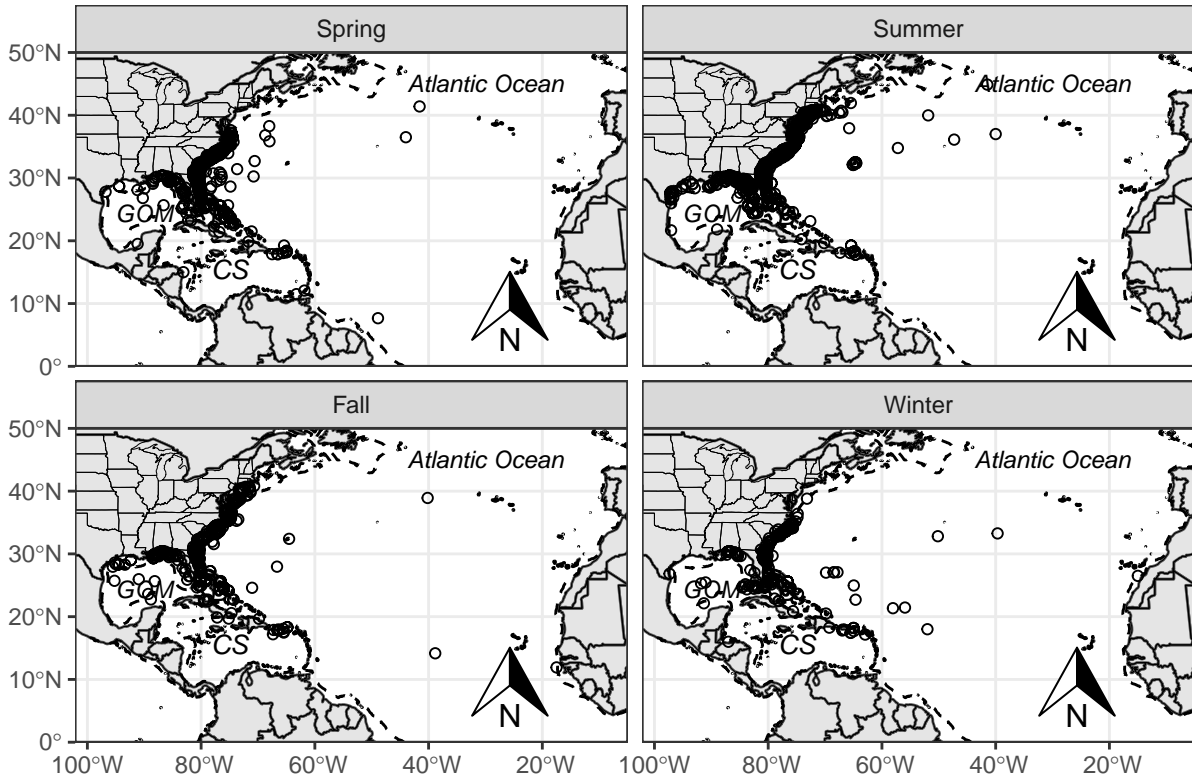 Spring
Summer
50°N
40°N
30°N
20°N
10°N
0°
Atlantic Ocean
GOM
CS
N
Atlantic Ocean
GOM
CS
N
Fall
Winter
50°N
40°N
30°N
20°N
10°N
0°
Atlantic Ocean
GOM
CS
N
Atlantic Ocean
GOM
CS
N
100°W 80°W 60°W 40°W 20°W 100°W 80°W 60°W 40°W 20°W